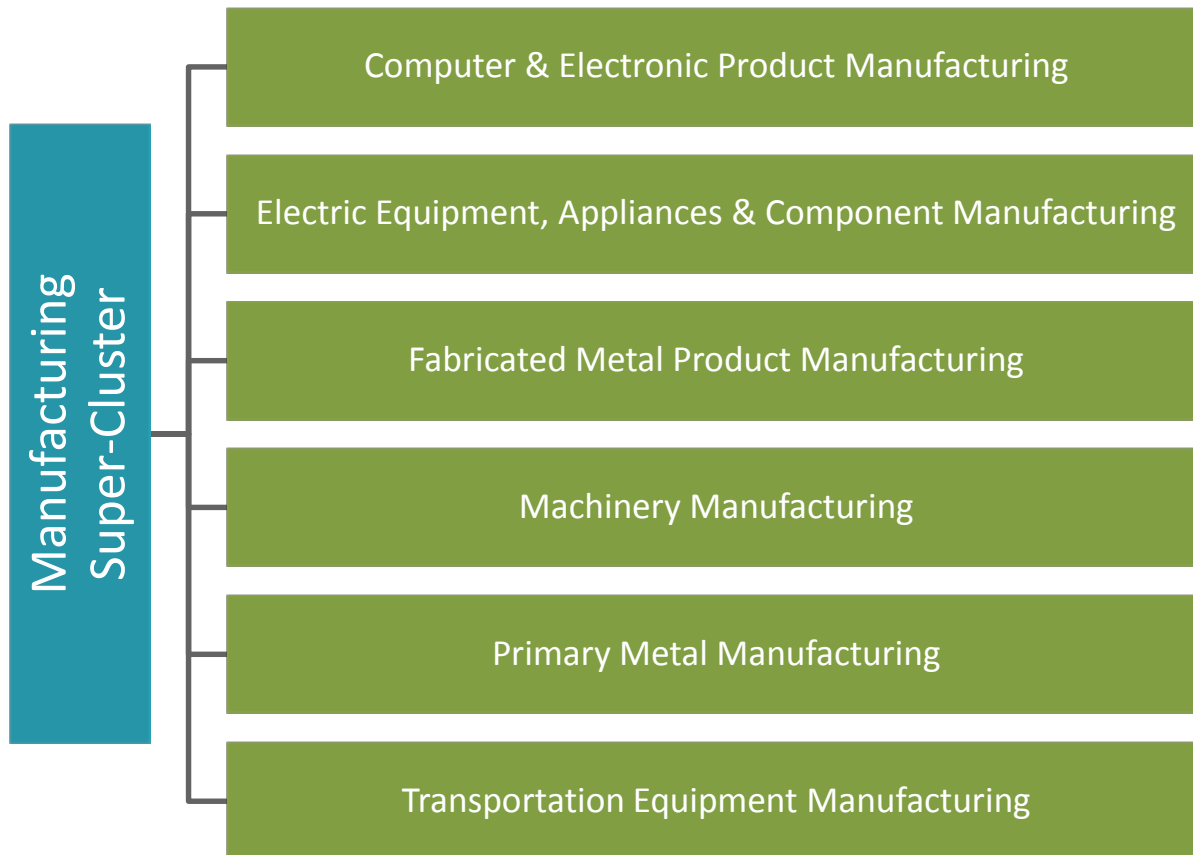 Manufacturing
Super-Cluster
Computer & Electronic Product Manufacturing
Electric Equipment, Appliances & Component Manufacturing
Fabricated Metal Product Manufacturing
Machinery Manufacturing
Primary Metal Manufacturing
Transportation Equipment Manufacturing